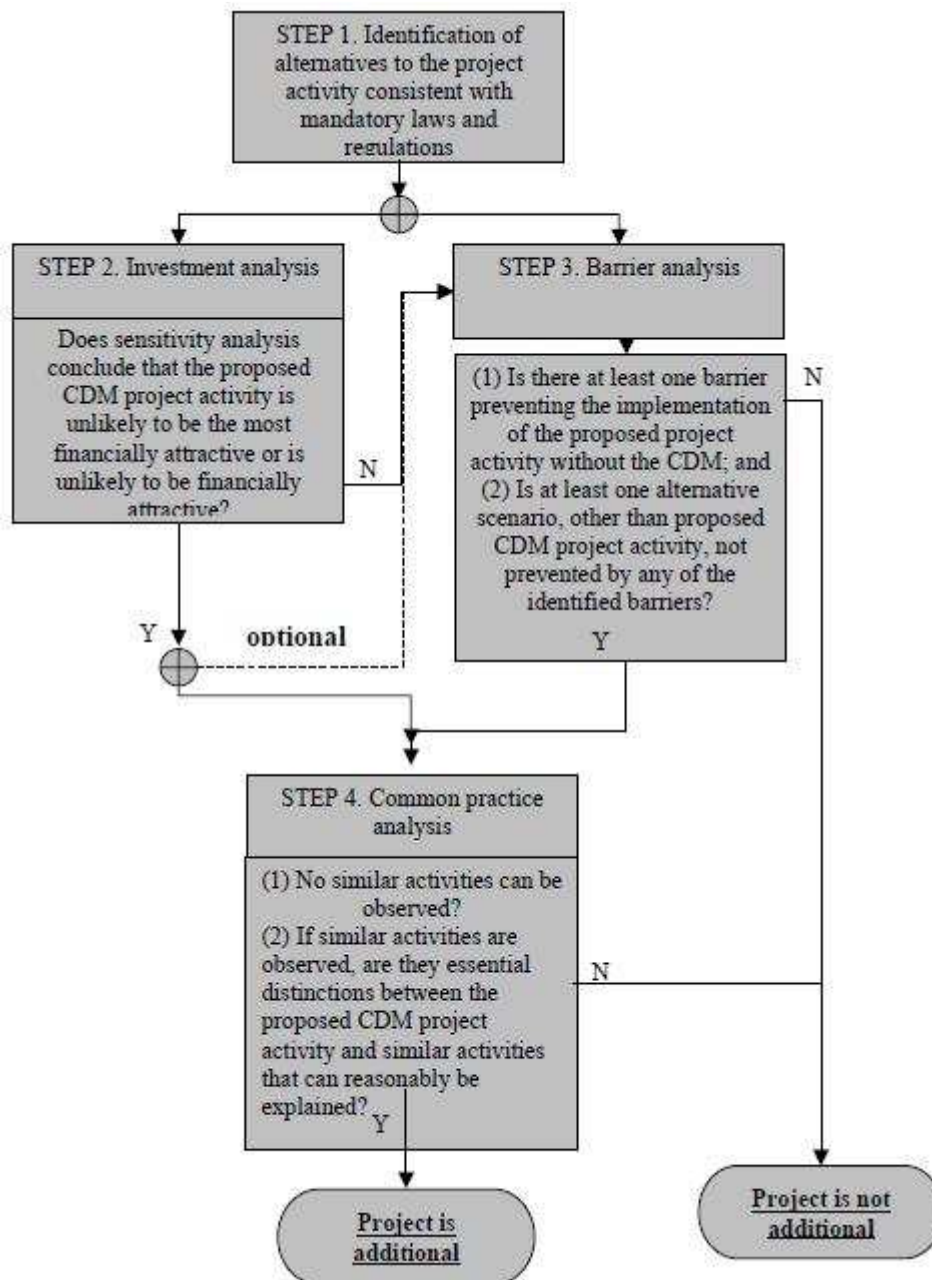 STEP 1. Identification of
alternatives to the project
activity consistent with
mandatory laws and
regulations
STEP 2. Investment analysis
STEP 3. Barrier analysis
Does sensitivity analysis
conclude that the proposed
CDM project activity is
unlikely to be the most
financially attractive or is
unlikely to be financially
attractive?
N
(1) Is there at least one barrier
preventing the implementation
of the proposed project
activity without the CDM; and
(2) Is at least one alternative
scenario, other than proposed
CDM project activity, not
prevented by any of the
identified barriers?
N
Y
Y
optional
STEP 4. Common practice
analysis
(1) No similar activities can be
observed?
(2) If similar activities are
observed, are they essential
distinctions between the
proposed CDM project
activity and similar activities
that can reasonably be
explained?
N
Y
Project is
additional
Project is not
additional